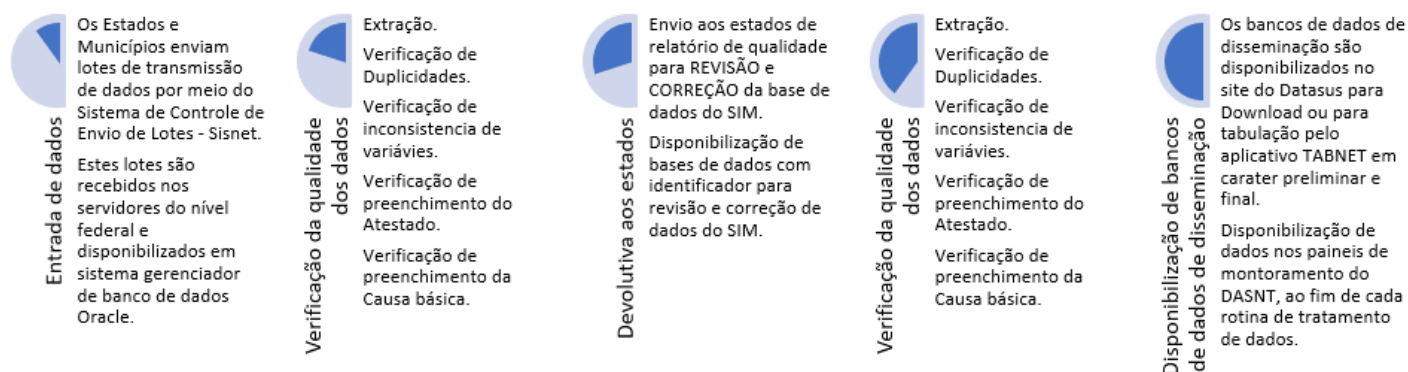 Entrada de dados
Os Estados e
Municípios enviam
lotes de transmissão
de dados por meio do
Sistema de Controle de
Envio de Lotes - Sisnet.
Estes lotes são
recebidos nos
servidores do nível
federal e
disponibilizados em
sistema gerenciador
de banco de dados
Oracle.
Verificação da qualidade
dos dados
Extração.
Verificação de
Duplicidades.
Verificação de
inconsistencia de
variávies.
Verificação de
preenchimento do
Atestado.
Verificação de
preenchimento da
Causa básica.
Devolutiva aos estados
Envio aos estados de
relatório de qualidade
para REVISÃO e
CORREÇÃO da base de
dados do SIM.
Disponibilização de
bases de dados com
identificador para
revisão e correção de
dados do SIM.
Verificação da qualidade
dos dados
Extração.
Verificação de
Duplicidades.
Verificação de
inconsistencia de
variávies.
Verificação de
preenchimento do
Atestado.
Verificação de
preenchimento da
Causa básica.
Disponibilização de bancos
de dados de disseminação
Os bancos de dados de
disseminação são
disponibilizados no
site do Datasus para
Download ou para
tabulação pelo
aplicativo TABNET em
carater preliminar e
final.
Disponibilização de
dados nos paineis de
montoramento do
DASNT, ao fim de cada
rotina de tratamento
de dados.